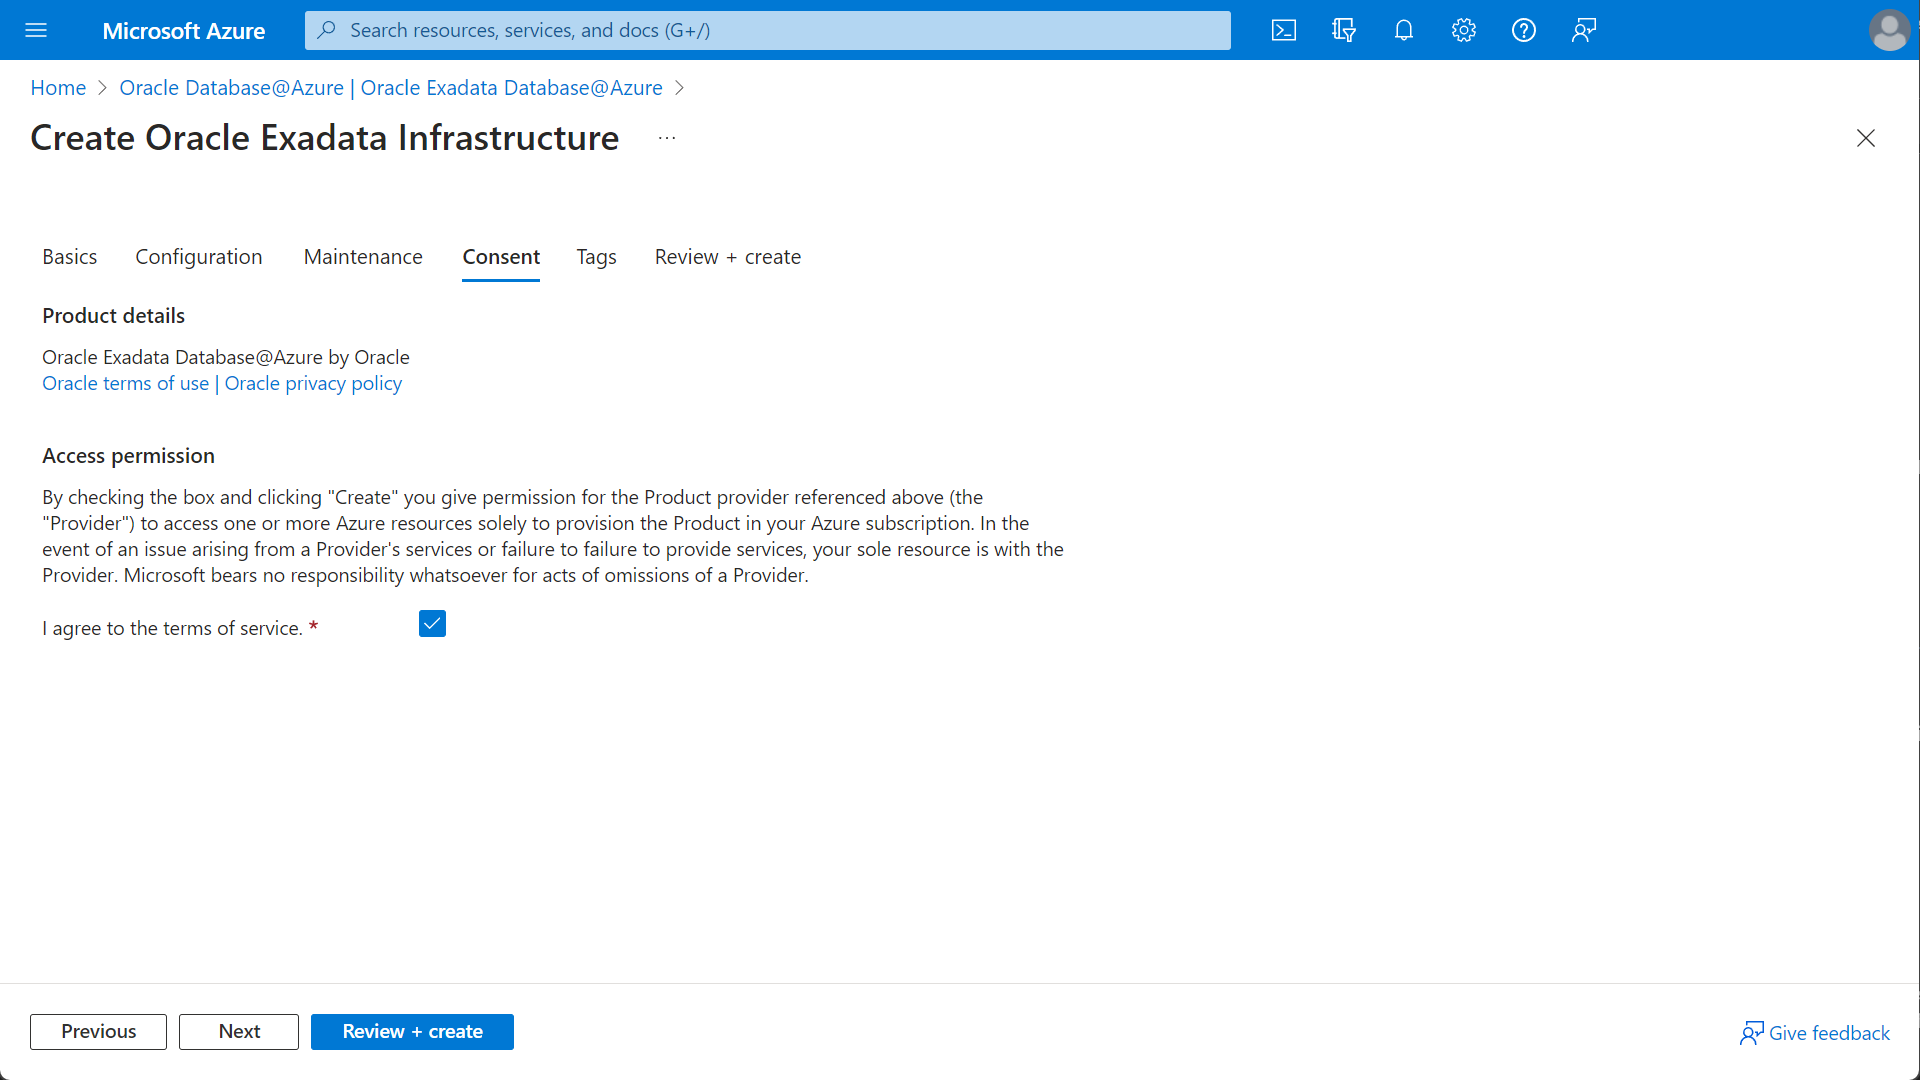 Microsoft Azure
Search resources, services, and docs (G+/)
Home > Oracle Database@Azure | Oracle Exadata Database@Azure >
Create Oracle Exadata Infrastructure ...
Basics Configuration Maintenance Consent Tags Review + create
Product details
Oracle Exadata Database@Azure by Oracle
Oracle terms of use | Oracle privacy policy
Access permission
By checking the box and clicking "Create" you give permission for the Product provider referenced above (the
"Provider") to access one or more Azure resources solely to provision the Product in your Azure subscription. In the
event of an issue arising from a Provider's services or failure to failure to provide services, your sole resource is with the
Provider. Microsoft bears no responsibility whatsoever for acts of omissions of a Provider.
I agree to the terms of service. *
Previous Next Review + create Give feedback